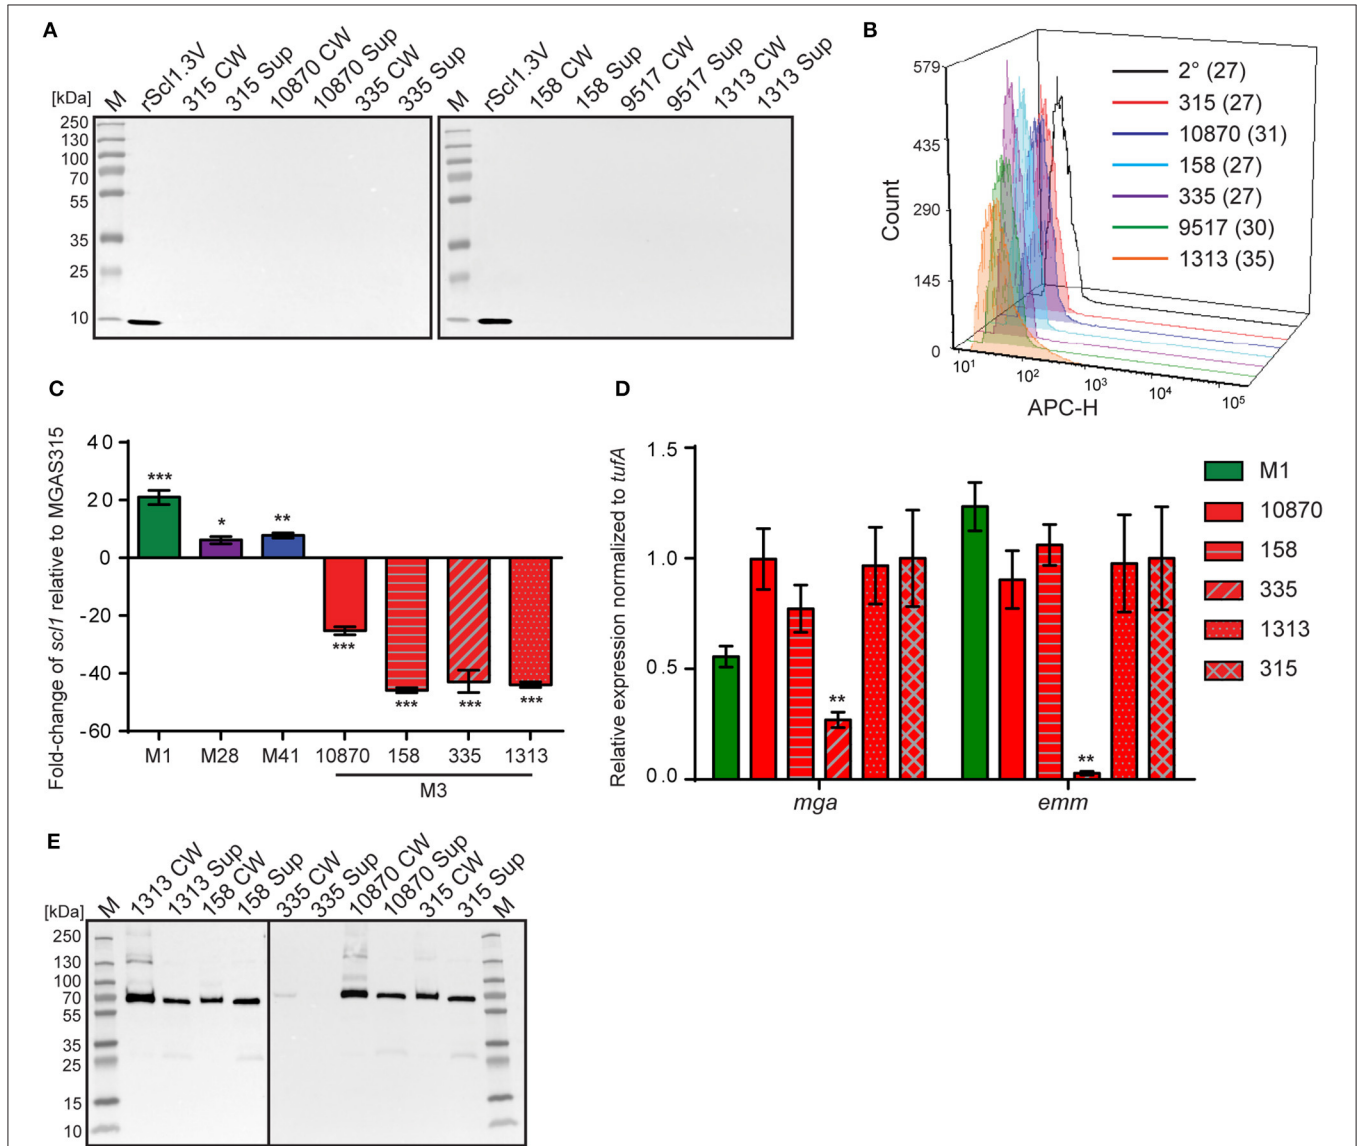 A
[kDa]
M
rScl1.3V
315 CW
315 Sup
10870 CW
10870 Sup
335 CW
335 Sup
M
rScl1.3V
158 CW
158 Sup
9517 CW
9517 Sup
1313 CW
1313 Sup
250
130
100
70
55
35
25
10
B
579
435
290
145
0
Count
10¹
10²
10³
10⁴
10⁵
APC-H
2° (27)
315 (27)
10870 (31)
158 (27)
335 (27)
9517 (30)
1313 (35)
C
Fold-change of scl1 relative to MGAS315
40
20
0
-20
-40
-60
***
*
**
***
***
***
***
M1
M28
M41
10870
158
335
1313
M3
D
Relative expression normalized to tufA
1.5
1.0
0.5
0.0
**
**
mga
emm
M1
10870
158
335
1313
315
E
[kDa]
M
1313 CW
1313 Sup
158 CW
158 Sup
335 CW
335 Sup
10870 CW
10870 Sup
315 CW
315 Sup
M
250
130
100
70
55
35
25
15
10